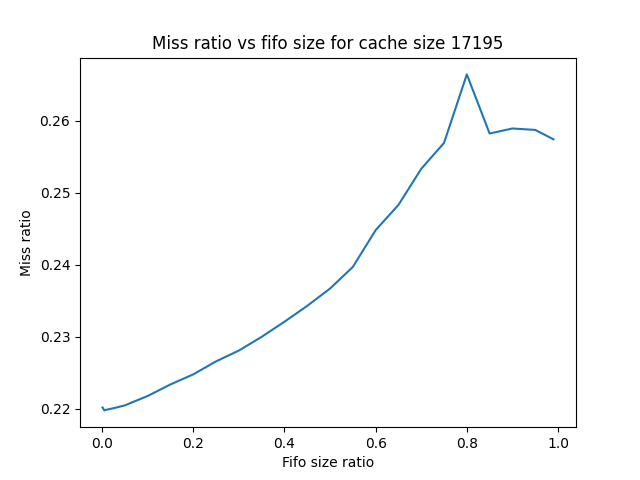 Miss ratio vs fifo size for cache size 17195
0.26
0.25
0.24
0.23
0.22
Miss ratio
0.0 0.2 0.4 0.6 0.8 1.0
Fifo size ratio